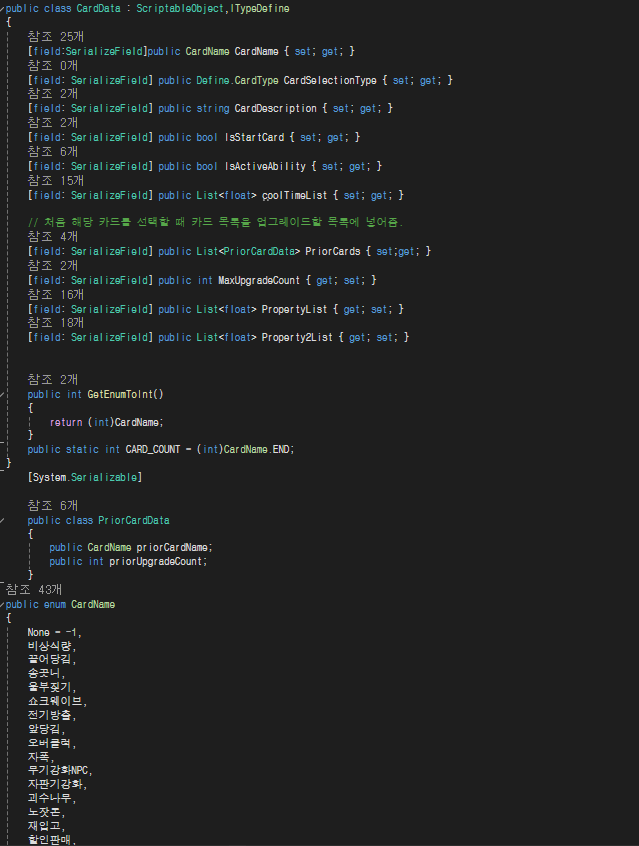 public class CardData : ScriptableObject,ITypeDefine
{
참조 25개
[field:SerializeField]public CardName CardName { set; get; }
참조 0개
[field: SerializeField] public Define.CardType CardSelectionType { set; get; }
참조 2개
[field: SerializeField] public string CardDescription { set; get; }
참조 2개
[field: SerializeField] public bool IsStartCard { set; get; }
참조 6개
[field: SerializeField] public bool IsActiveAbility { set; get; }
참조 15개
[field: SerializeField] public List<float> coolTimeList { set; get; }
// 처음 해당 카드를 선택할 때 카드 목록을 업그레이드할 목록에 넣어줌.
참조 4개
[field: SerializeField] public List<PriorCardData> PriorCards { set;get; }
참조 2개
[field: SerializeField] public int MaxUpgradeCount { get; set; }
참조 16개
[field: SerializeField] public List<float> PropertyList { get; set; }
참조 18개
[field: SerializeField] public List<float> Property2List { get; set; }
참조 2개
public int GetEnumToInt()
{
return (int)CardName;
}
public static int CARD_COUNT = (int)CardName.END;
}
[System.Serializable]
참조 6개
public class PriorCardData
{
public CardName priorCardName;
public int priorUpgradeCount;
}
참조 43개
public enum CardName
{
None = -1,
비상식량,
끌어당김,
송곳니,
울부짖기,
쇼크웨이브,
전기방출,
앞당김,
오버클럭,
자폭,
무기강화NPC,
자판기강화,
괴수나무,
노잣돈,
재입고,
할인판매,